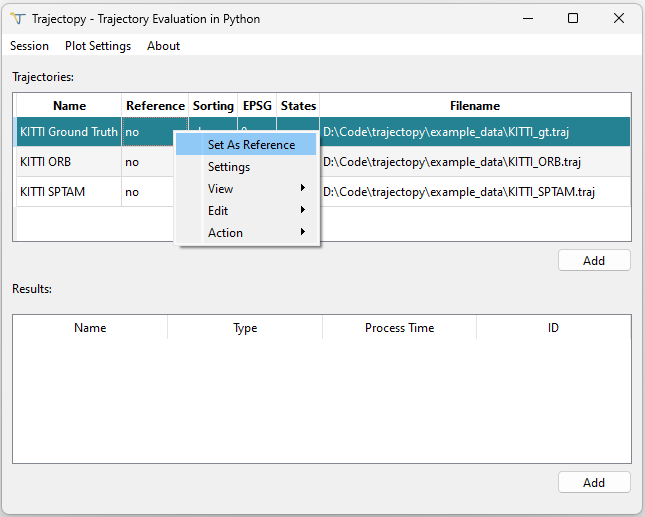 Trajectopy - Trajectory Evaluation in Python
Session Plot Settings About
Trajectories:
Name Reference Sorting EPSG States Filename
KITTI Ground Truth no D:\Code\trajectopy\example_data\KITTI_gt.traj
Set As Reference
KITTI ORB no D:\Code\trajectopy\example_data\KITTI_ORB.traj
Settings
KITTI SPTAM no D:\Code\trajectopy\example_data\KITTI_SPTAM.traj
View
Edit
Action
Add
Results:
Name Type Process Time ID
Add